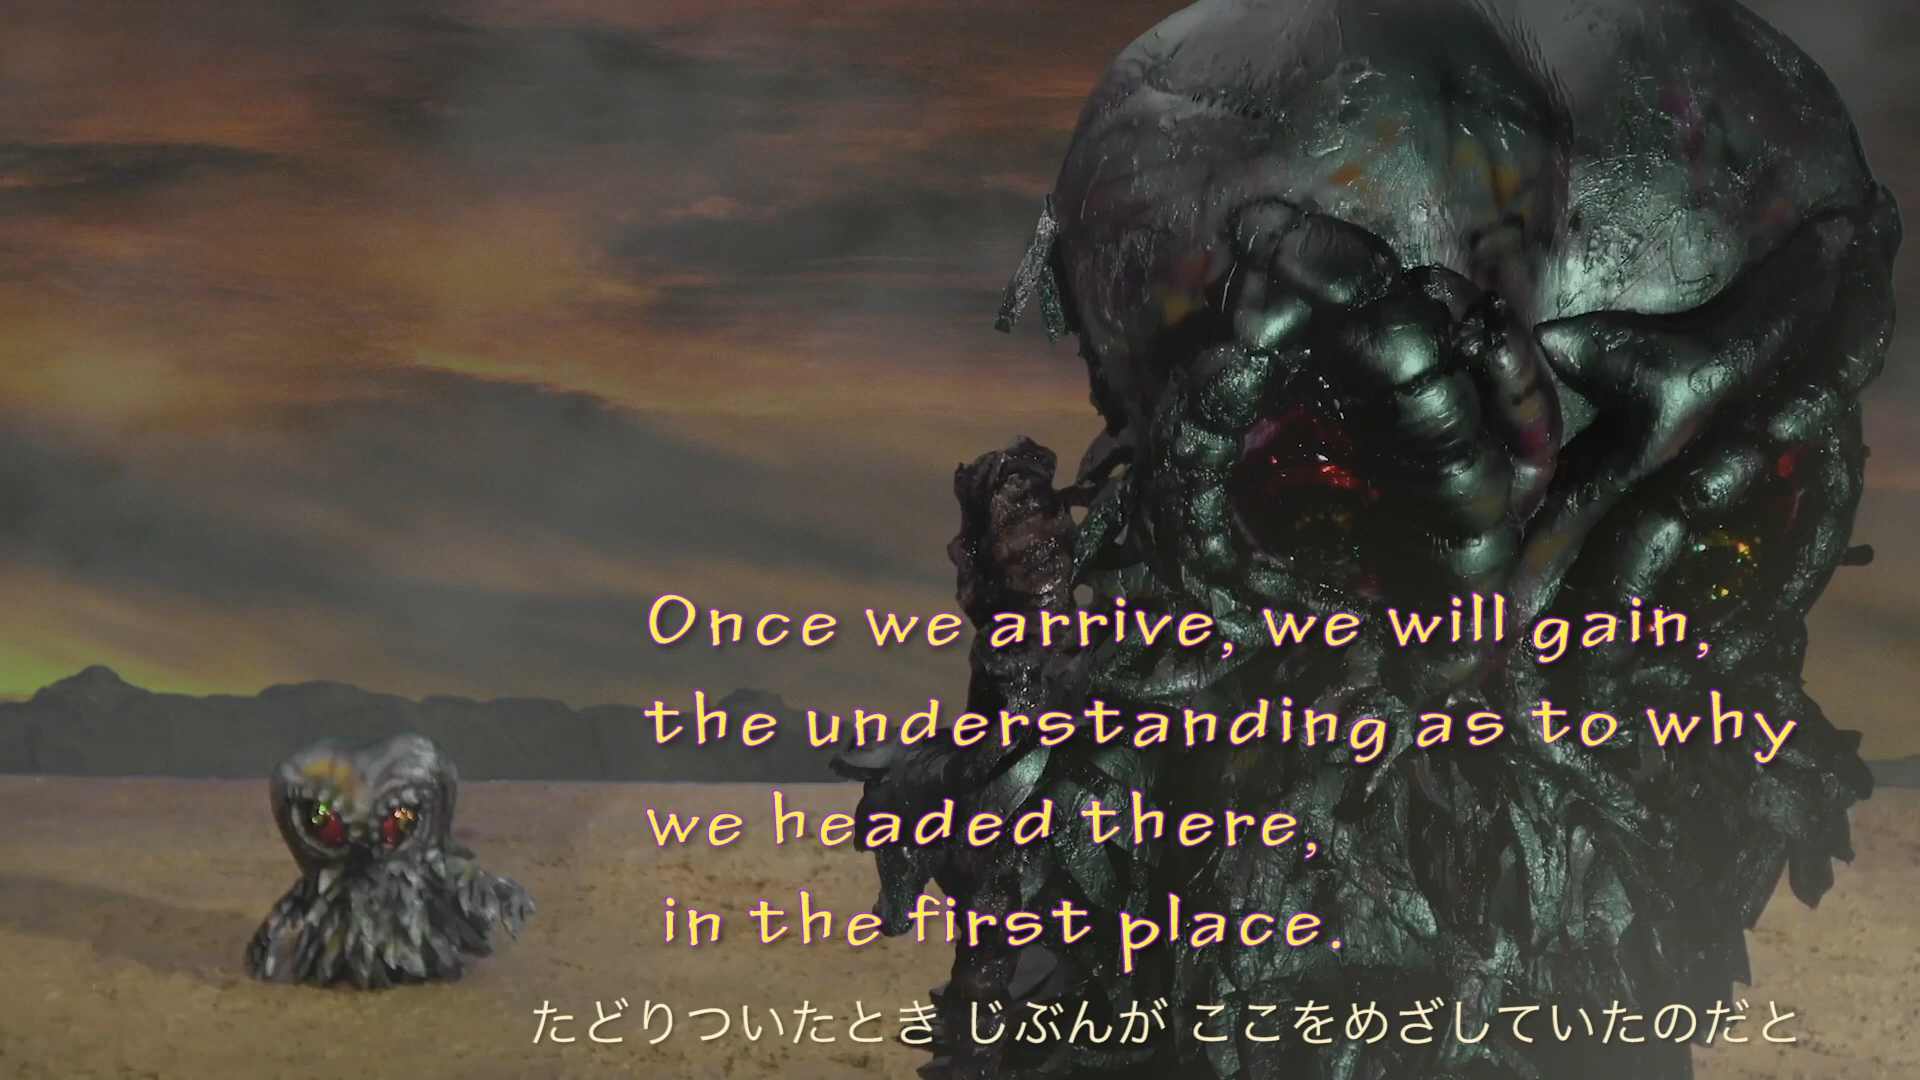 Once we arrive, we will gain,
the understanding as to why
we headed there,
in the first place.
たどりついたとき じぶんが ここをめざしていたのだと